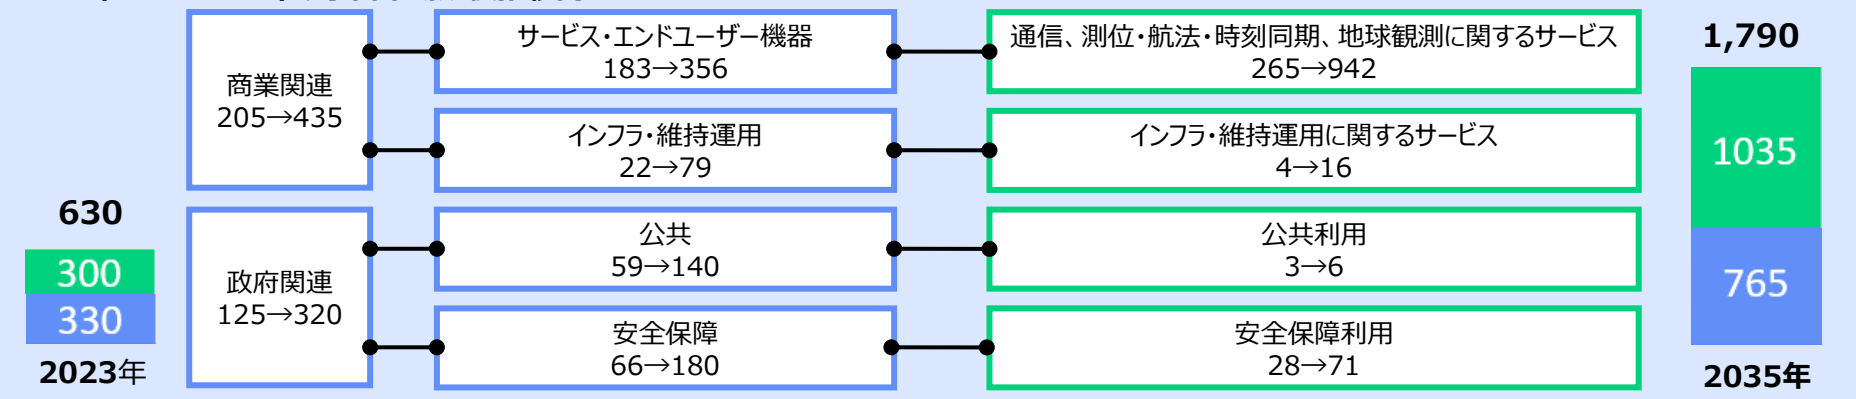 630
300
330
2023年
商業関連
205→435
政府関連
125→320
サービス・エンドユーザー機器
183→356
インフラ・維持運用
22→79
公共
59→140
安全保障
66→180
通信、測位・航法・時刻同期、地球観測に関するサービス
265→942
インフラ・維持運用に関するサービス
4→16
公共利用
3→6
安全保障利用
28→71
1,790
1035
765
2035年